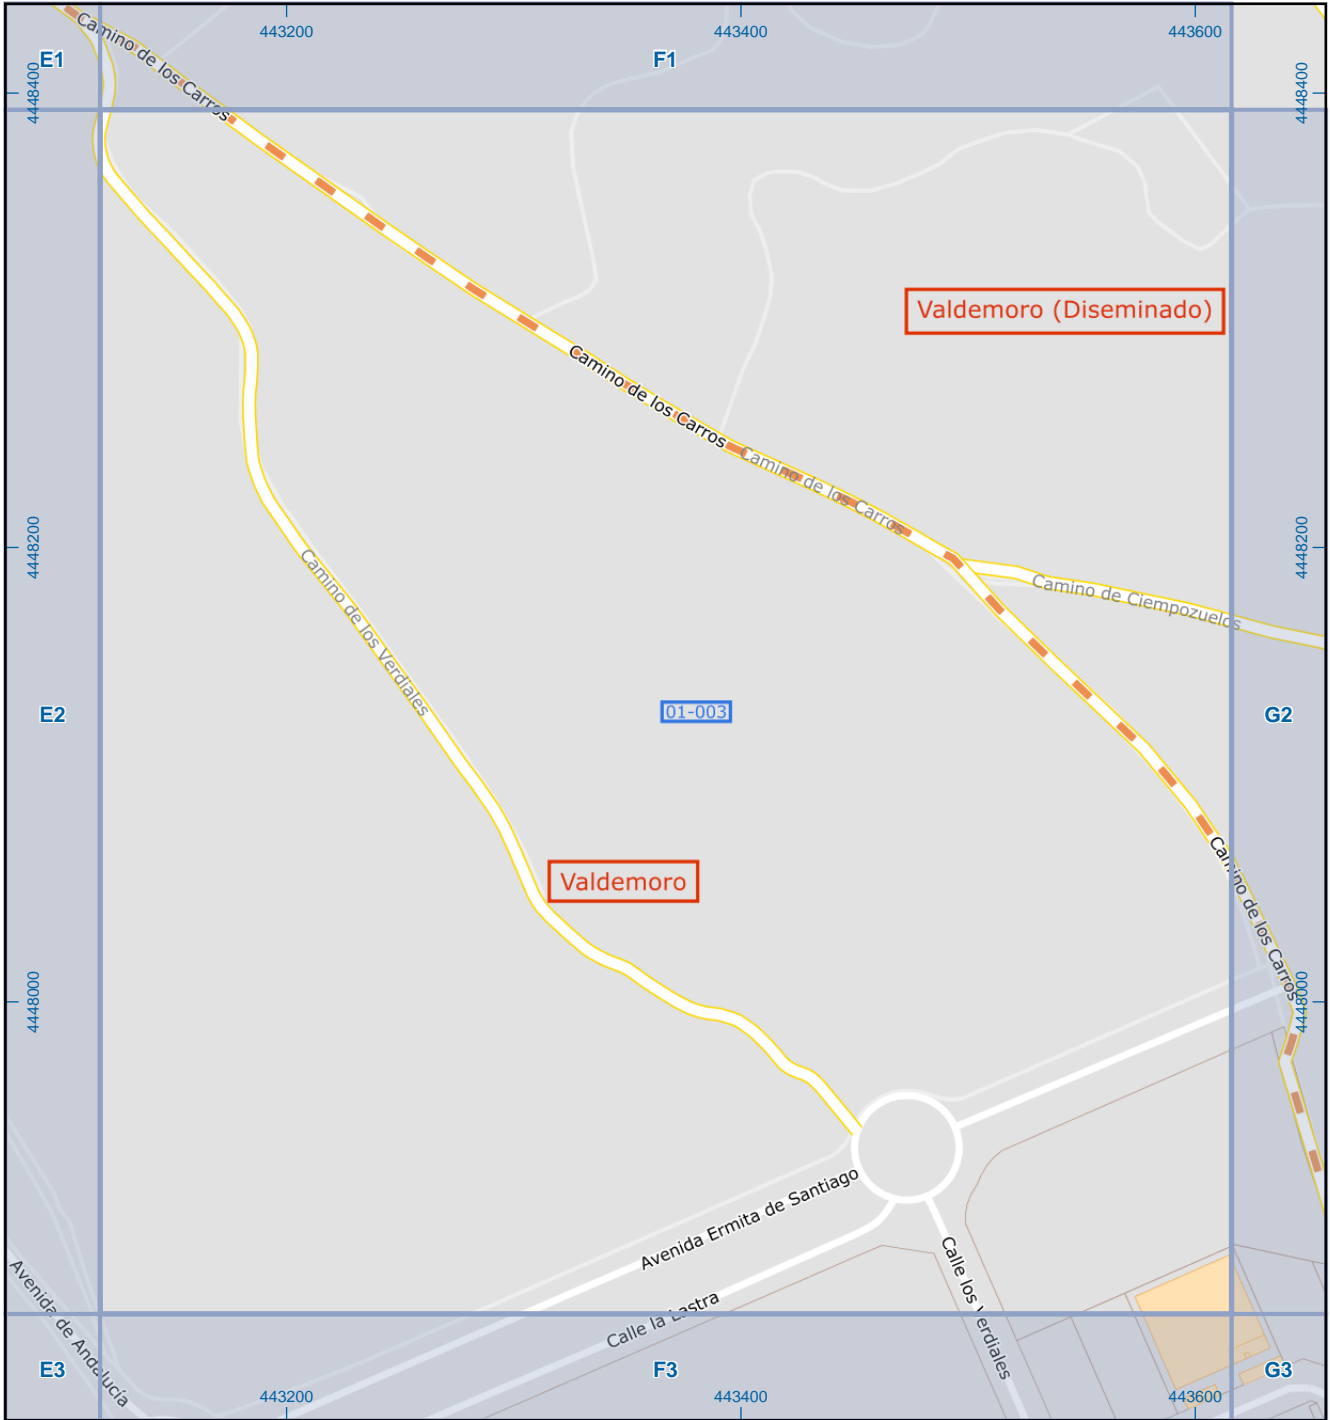 443200
443400
443600
Camino de los Carros
E1
F1
4448400
4448400
Valdemoro (Diseminado)
Camino de los Carros
Camino de los Carros
4448200
4448200
Camino de los Verdiales
Camino de Ciempozuelos
E2
01-003
G2
Camino de los Carros
Valdemoro
4448000
4448000
Avenida Ermita de Santiago
Calle los Verdiales
Avenida de Andalucía
Calle la Lastra
E3
F3
G3
443200
443400
443600